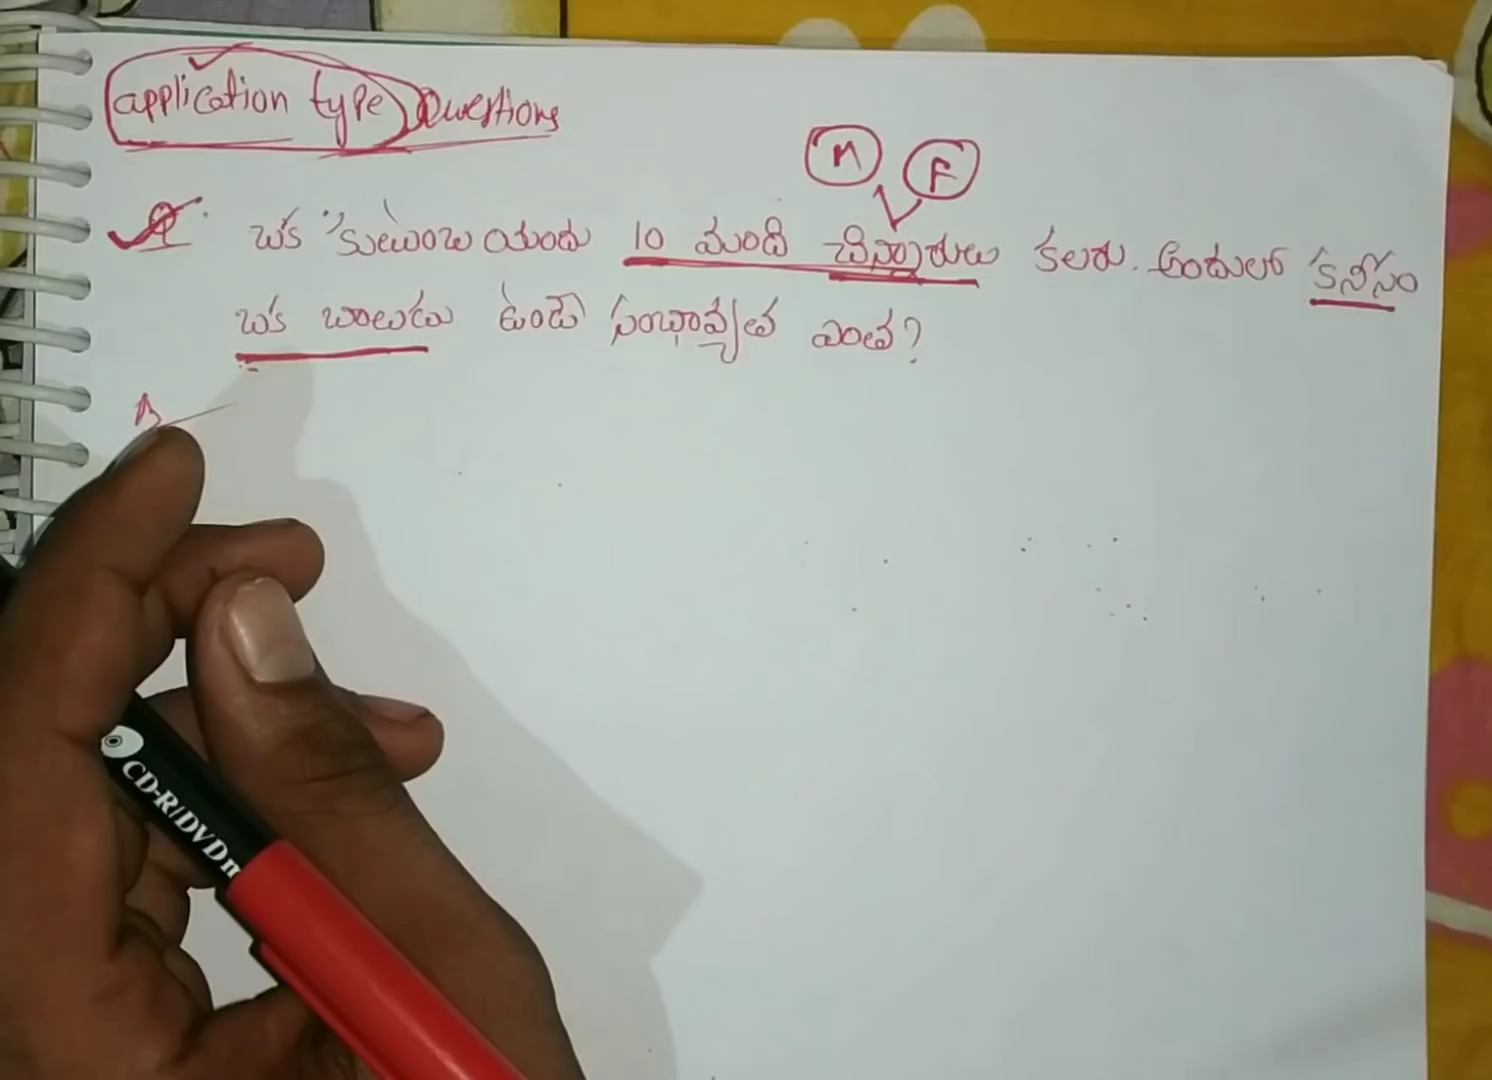 application type Questions
M F
Q ఒక కుటుంబం యందు 10 మంది చిన్నారులు కలరు. అందులో కనీసం
ఒక బాలుడు ఉండే సంభావ్యత ఎంత?
A
CD-R/DVD m